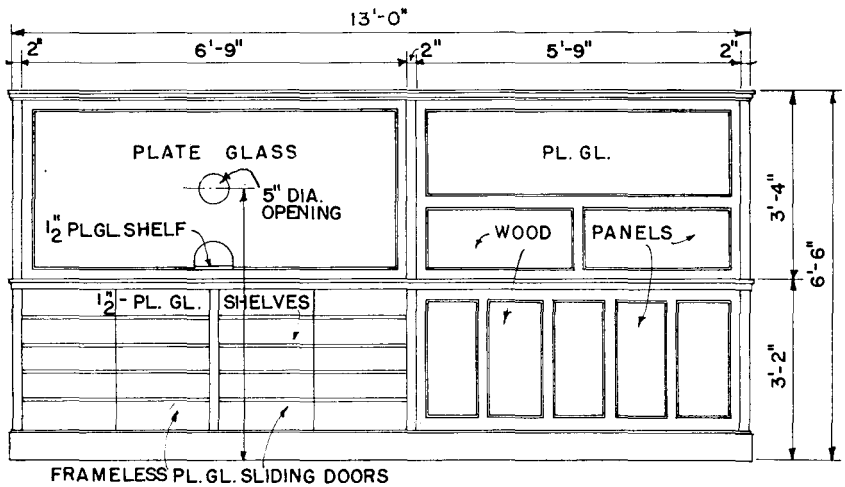 13'-0"
2" 6'-9" 2" 5'-9" 2"
PLATE GLASS
PL. GL.
5" DIA.
OPENING
1/2" PL.GL. SHELF
WOOD PANELS
3'-4"
6'-6"
1/2" - PL. GL. SHELVES
3'-2"
FRAMELESS PL. GL. SLIDING DOORS